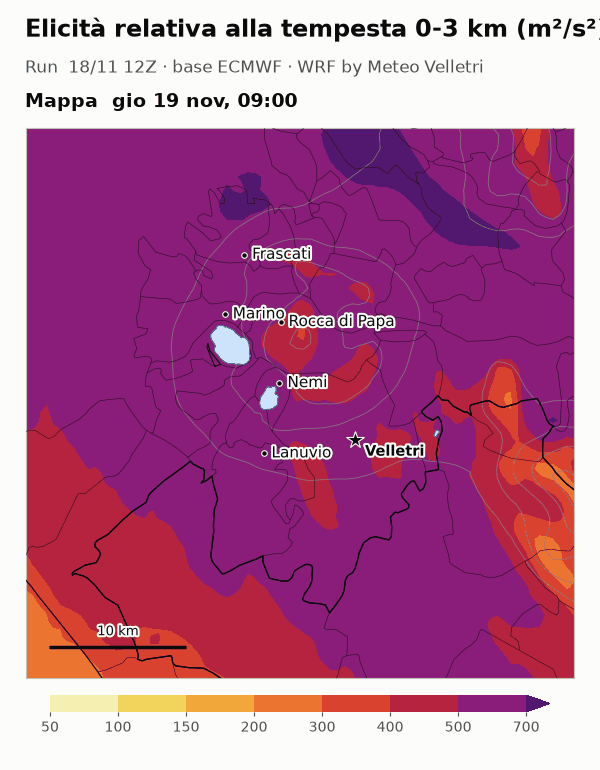 Elicità relativa alla tempesta 0-3 km (m²/s²)
Run  18/11 12Z · base ECMWF · WRF by Meteo Velletri
Mappa  gio 19 nov, 09:00
Frascati
Marino
Rocca di Papa
Nemi
Velletri
Lanuvio
10 km
50 100 150 200 300 400 500 700